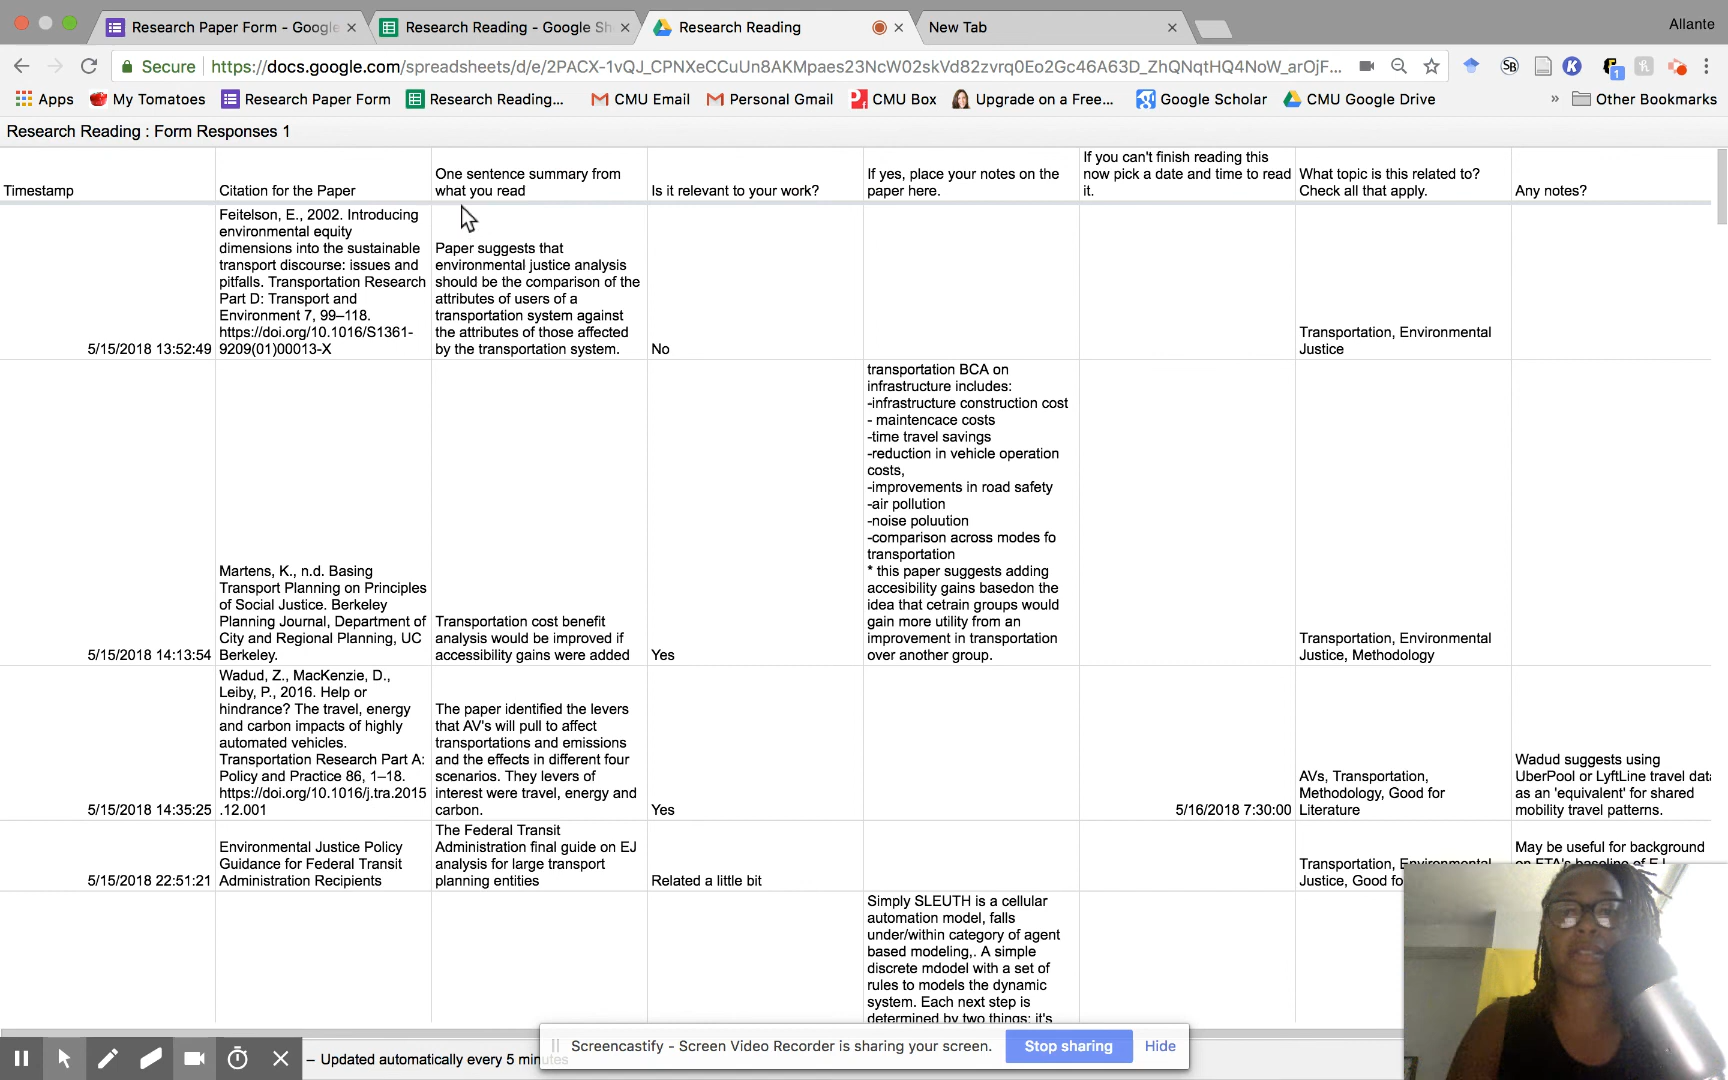 Research Paper Form - Google
Research Reading - Google Sh
Research Reading
New Tab
Allante
Secure
https://docs.google.com/spreadsheets/d/e/2PACX-1vQJ_CPNXeCCuUn8AKMpaes23NcW02skVd82zvrq0Eo2Gc46A63D_ZhQNqtHQ4NoW_arOjF...
Apps
My Tomatoes
Research Paper Form
Research Reading...
CMU Email
Personal Gmail
CMU Box
Upgrade on a Free...
Google Scholar
CMU Google Drive
» Other Bookmarks
Research Reading : Form Responses 1
Timestamp
Citation for the Paper
One sentence summary from
what you read
Is it relevant to your work?
If yes, place your notes on the
paper here.
If you can't finish reading this
now pick a date and time to read
it.
What topic is this related to?
Check all that apply.
Any notes?
5/15/2018 13:52:49
Feitelson, E., 2002. Introducing
environmental equity
dimensions into the sustainable
transport discourse: issues and
pitfalls. Transportation Research
Part D: Transport and
Environment 7, 99–118.
https://doi.org/10.1016/S1361-
9209(01)00013-X
Paper suggests that
environmental justice analysis
should be the comparison of the
attributes of users of a
transportation system against
the attributes of those affected
by the transportation system.
No
Transportation, Environmental
Justice
5/15/2018 14:13:54
Martens, K., n.d. Basing
Transport Planning on Principles
of Social Justice. Berkeley
Planning Journal, Department of
City and Regional Planning, UC
Berkeley.
Transportation cost benefit
analysis would be improved if
accessibility gains were added
Yes
transportation BCA on
infrastructure includes:
-infrastructure construction cost
- maintencace costs
-time travel savings
-reduction in vehicle operation
costs,
-improvements in road safety
-air pollution
-noise poluution
-comparison across modes fo
transportation
* this paper suggests adding
accesibility gains basedon the
idea that cetrain groups would
gain more utility from an
improvement in transportation
over another group.
Transportation, Environmental
Justice, Methodology
5/15/2018 14:35:25
Wadud, Z., MacKenzie, D.,
Leiby, P., 2016. Help or
hindrance? The travel, energy
and carbon impacts of highly
automated vehicles.
Transportation Research Part A:
Policy and Practice 86, 1–18.
https://doi.org/10.1016/j.tra.2015
.12.001
The paper identified the levers
that AV's will pull to affect
transportations and emissions
and the effects in different four
scenarios. They levers of
interest were travel, energy and
carbon.
Yes
5/16/2018 7:30:00
AVs, Transportation,
Methodology, Good for
Literature
Wadud suggests using
UberPool or LyftLine travel data
as an 'equivalent' for shared
mobility travel patterns.
5/15/2018 22:51:21
Environmental Justice Policy
Guidance for Federal Transit
Administration Recipients
The Federal Transit
Administration final guide on EJ
analysis for large transport
planning entities
Related a little bit
Transportation, Environmental
Justice, Good fo
May be useful for background
on FTA's baseline of EJ
Simply SLEUTH is a cellular
automation model, falls
under/within category of agent
based modeling,. A simple
discrete mdodel with a set of
rules to models the dynamic
system. Each next step is
determined by two things: it's
– Updated automatically every 5 minutes
Screencastify - Screen Video Recorder is sharing your screen.
Stop sharing
Hide